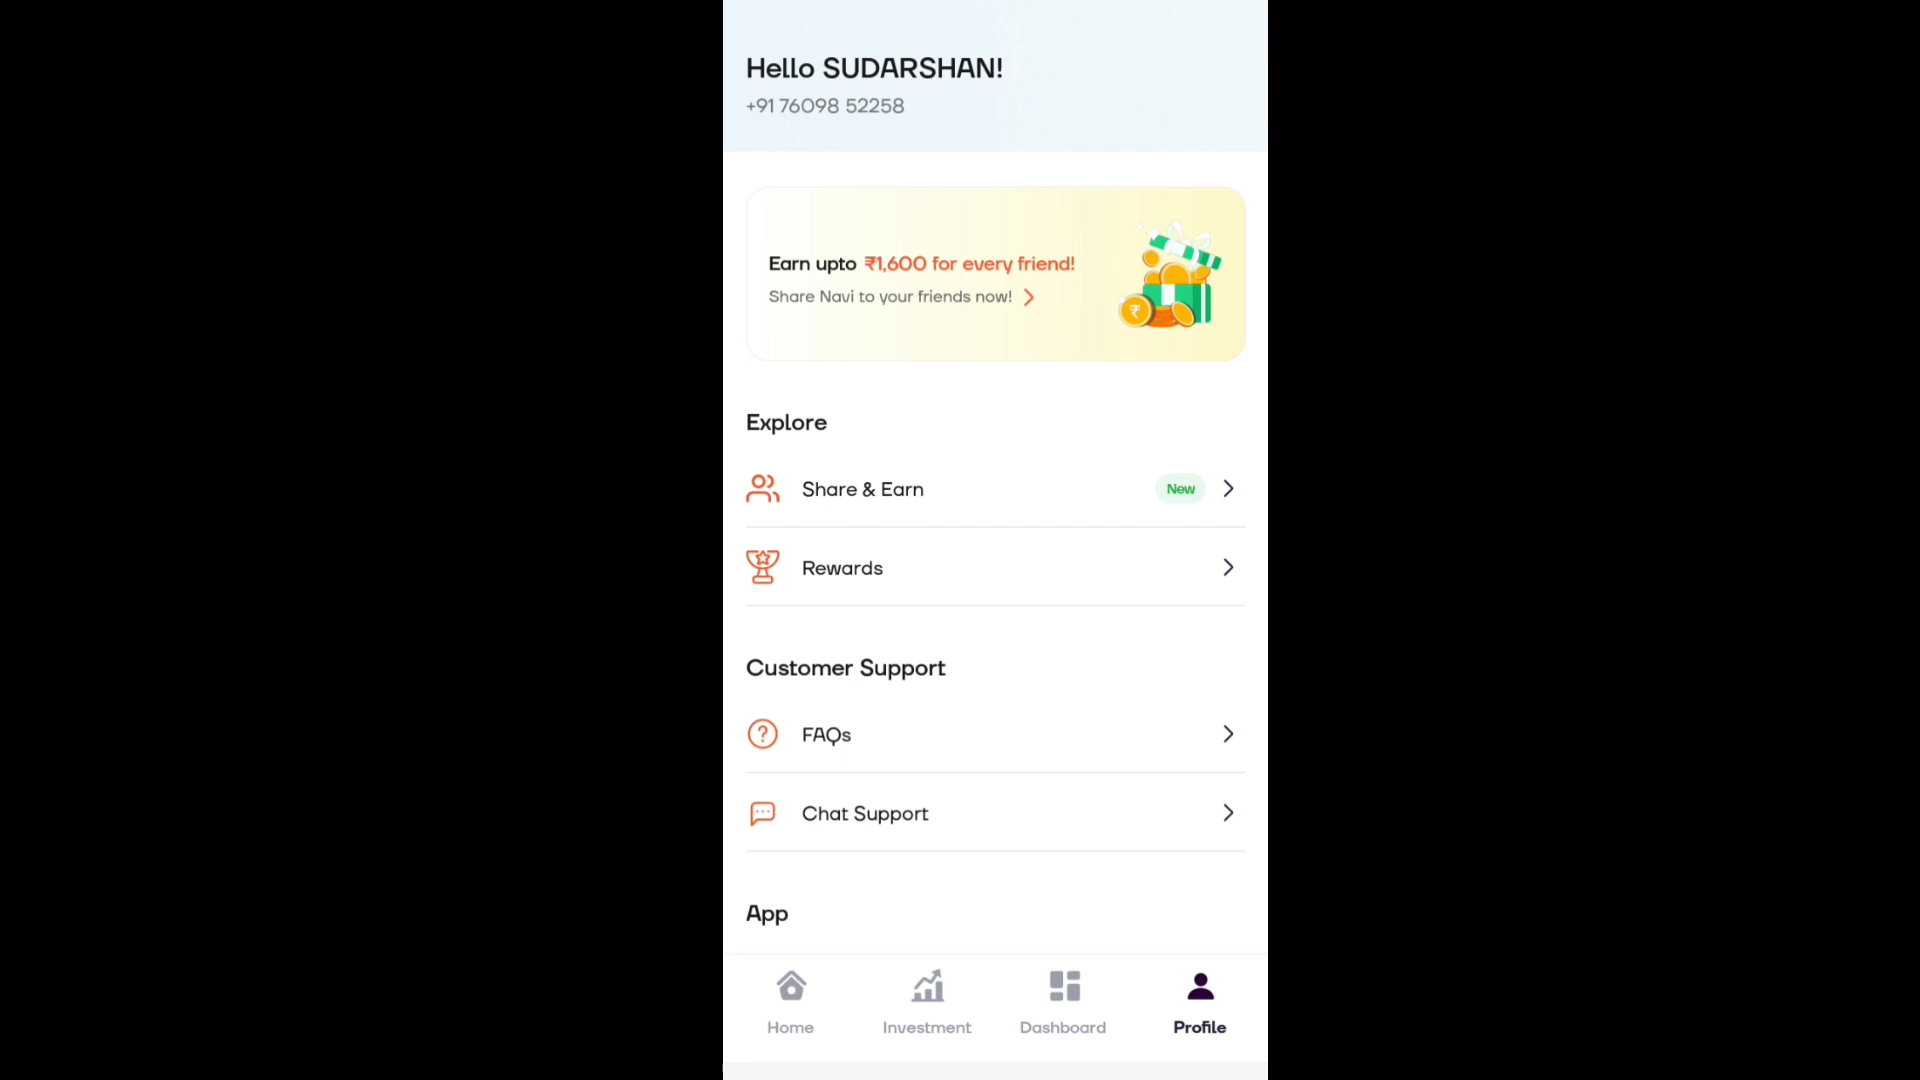 Hello SUDARSHAN!
+91 76098 52258
Earn upto ₹1,600 for every friend!
Share Navi to your friends now!
₹
Explore
Share & Earn New
Rewards
Customer Support
FAQs
Chat Support
App
Home Investment Dashboard Profile